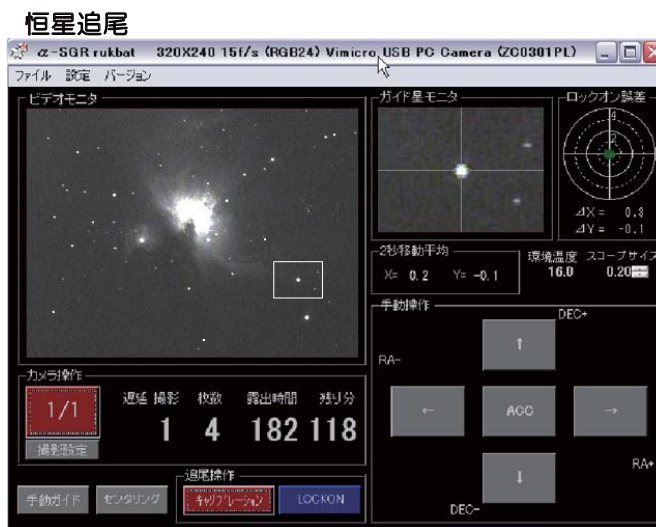 恒星追尾
α-SGR rukbat 320X240 15f/s (RGB24) Vimicro USB PC Camera (ZC0301PL)
ファイル 設定 バージョン
ビデオモニタ
ガイド星モニタ
ロックオン誤差
4
2
⊿X= 0.3
⊿Y= -0.1
2秒移動平均
X= 0.2 Y= -0.1
環境温度 スコープサイズ
16.0 0.20
手動操作
DEC+
RA-
↑
← ACC →
↓
RA+
DEC-
カメラ操作
1/1
撮影設定
遅延 撮影 枚数 露出時間 残り分
1 4 182 118
追尾操作
手動ガイド センタリング キャリブレーション LOCKON